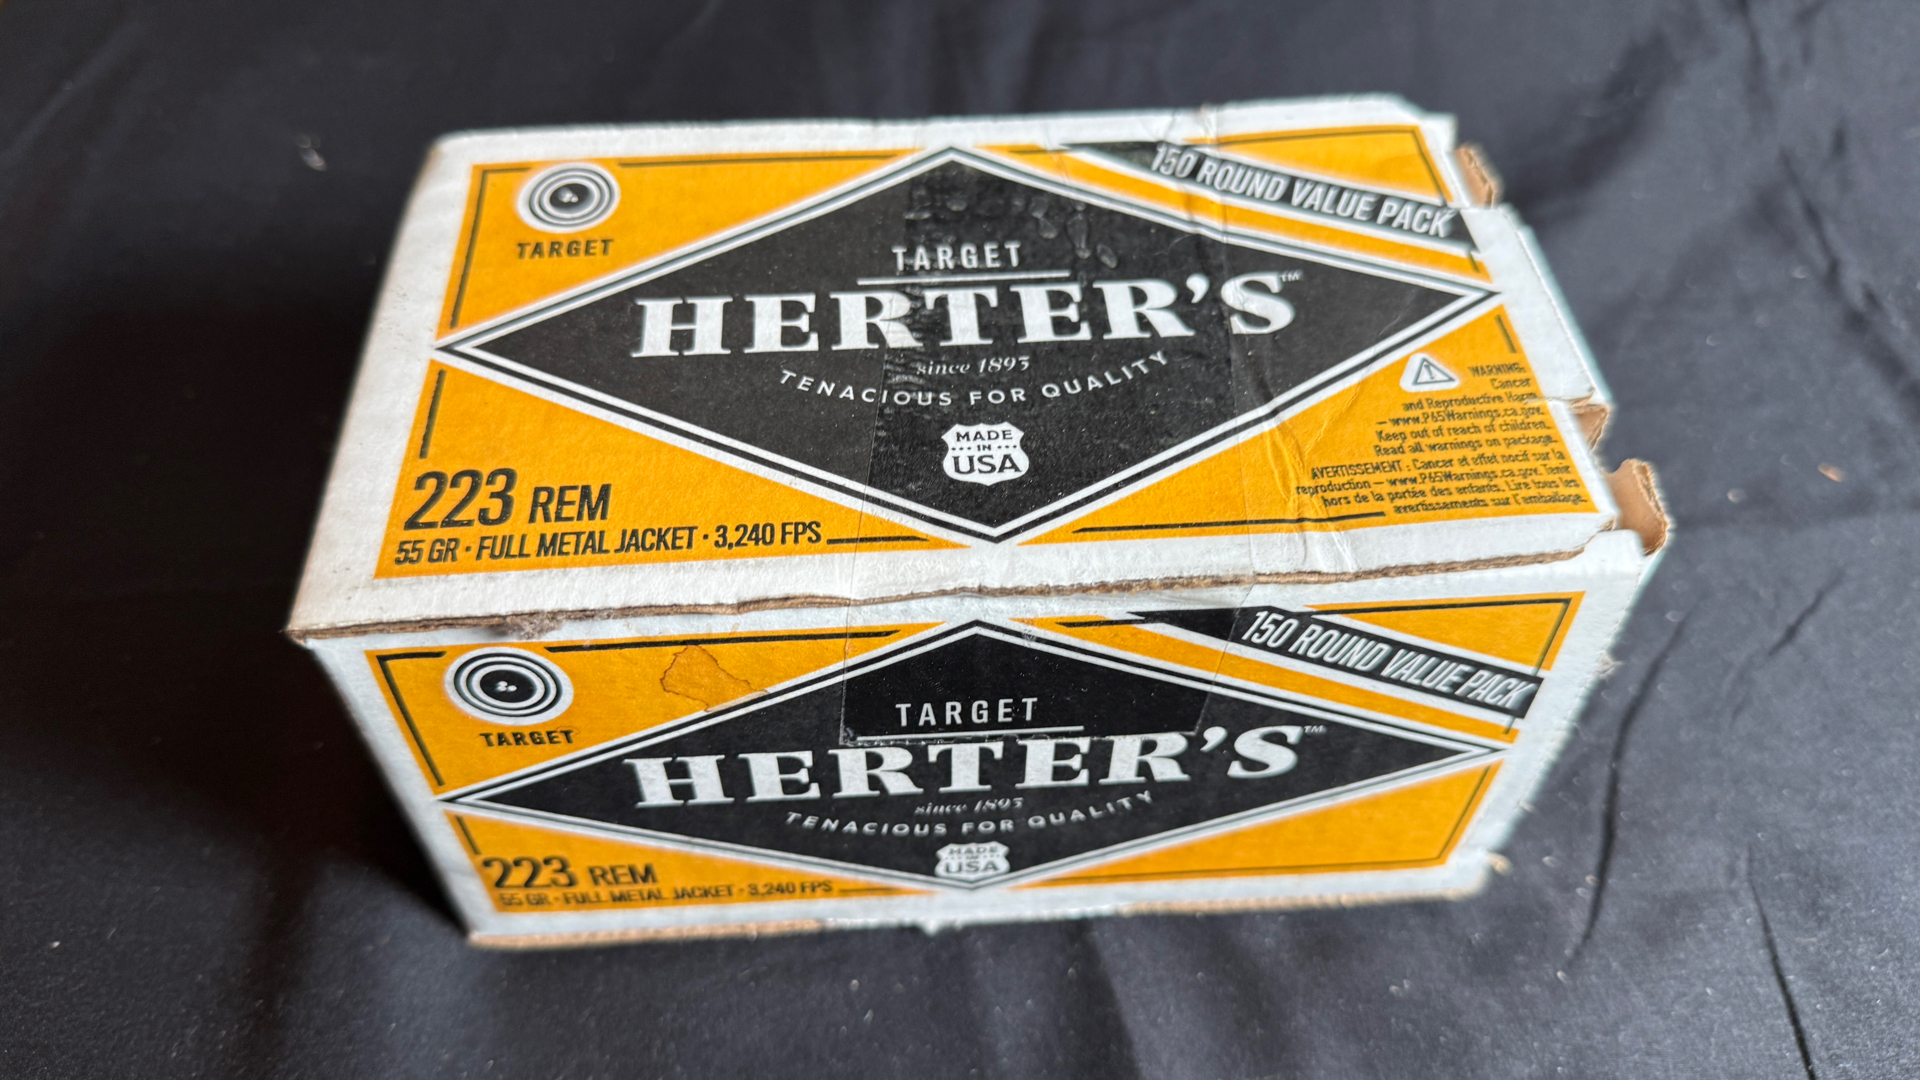 TARGET
150 ROUND VALUE PACK
TARGET
HERTER'S™
since 1893
TENACIOUS FOR QUALITY
MADE
IN
USA
WARNING:
Cancer
and Reproductive Harm
– www.P65Warnings.ca.gov.
Keep out of reach of children.
Read all warnings on package.
AVERTISSEMENT : Cancer et effet nocif sur la
reproduction – www.P65Warnings.ca.gov. Tenir
hors de la portée des enfants. Lire tous les
avertissements sur l'emballage.
223 REM
55 GR · FULL METAL JACKET · 3,240 FPS
TARGET
150 ROUND VALUE PACK
TARGET
HERTER'S™
since 1893
TENACIOUS FOR QUALITY
MADE
IN
USA
223 REM
55 GR · FULL METAL JACKET · 3,240 FPS